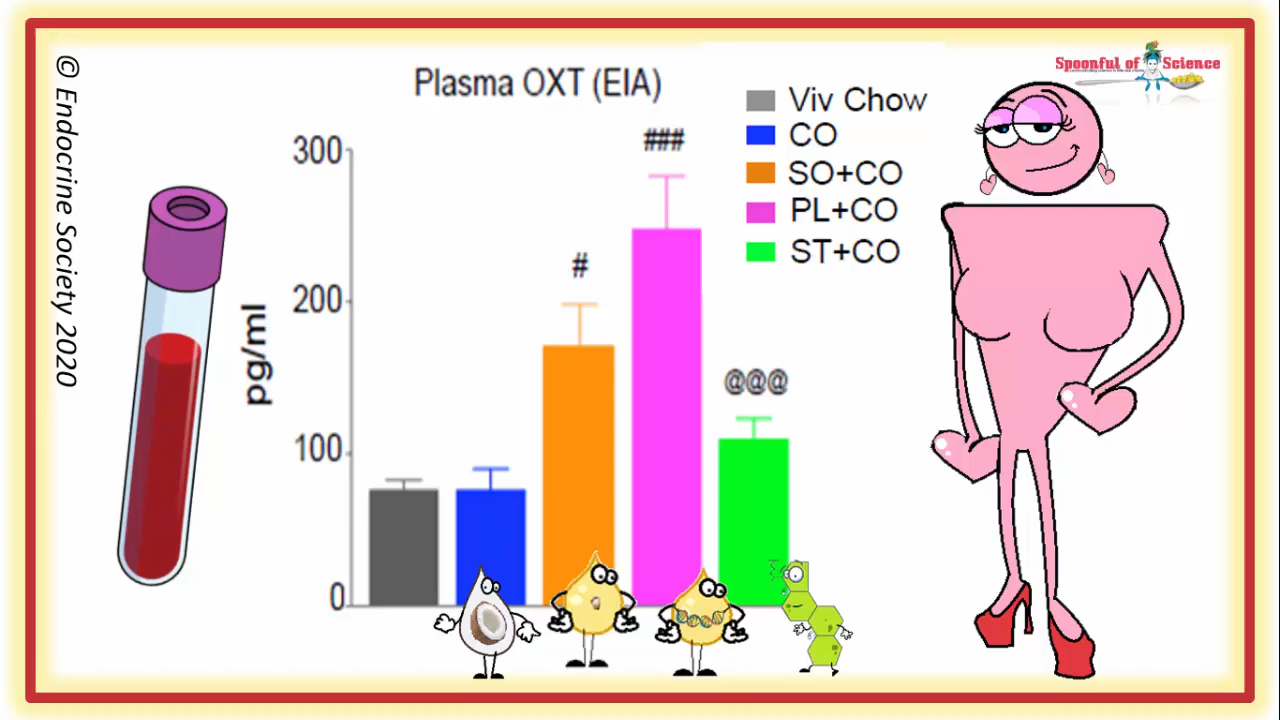 © Endocrine Society 2020
Plasma OXT (EIA)
pg/ml
300
200
100
0
#
###
@@@
Viv Chow
CO
SO+CO
PL+CO
ST+CO
Spoonful of Science